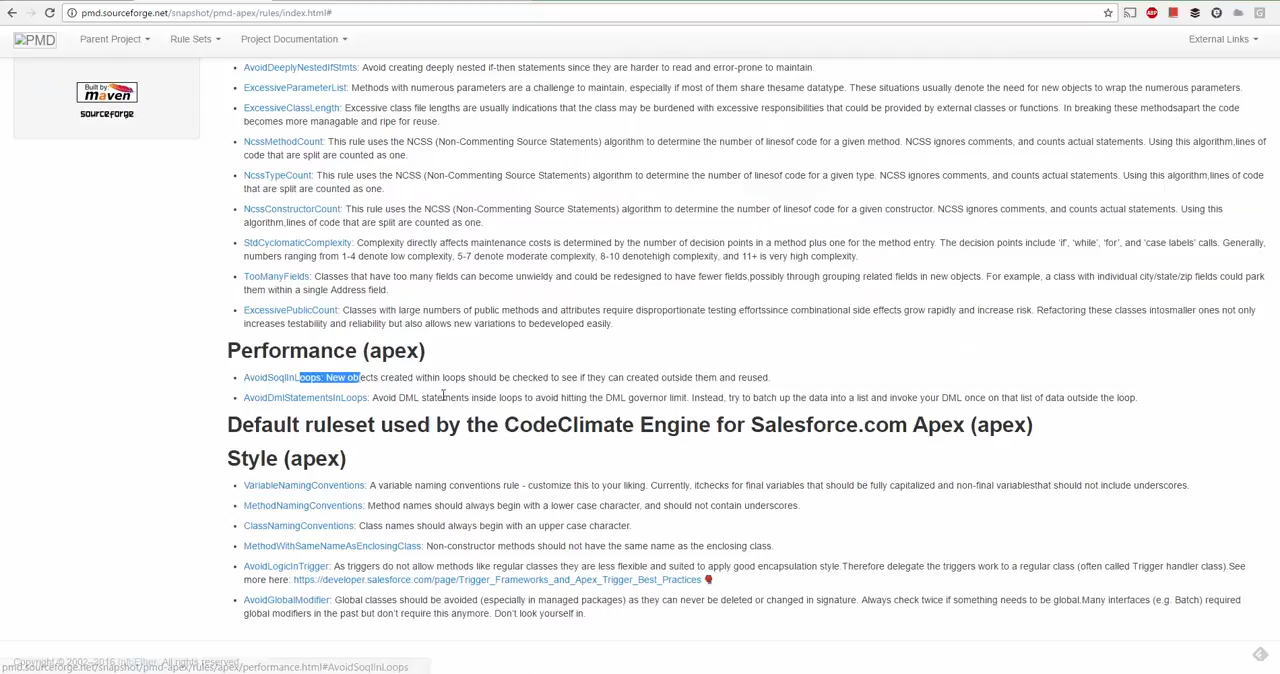 pmd.sourceforge.net/snapshot/pmd-apex/rules/index.html#
PMD
Parent Project
Rule Sets
Project Documentation
External Links
Built by:
maven
sourceforge
AvoidDeeplyNestedIfStmts: Avoid creating deeply nested if-then statements since they are harder to read and error-prone to maintain.
ExcessiveParameterList: Methods with numerous parameters are a challenge to maintain, especially if most of them share thesame datatype. These situations usually denote the need for new objects to wrap the numerous parameters.
ExcessiveClassLength: Excessive class file lengths are usually indications that the class may be burdened with excessive responsibilities that could be provided by external classes or functions. In breaking these methodsapart the code
becomes more managable and ripe for reuse.
NcssMethodCount: This rule uses the NCSS (Non-Commenting Source Statements) algorithm to determine the number of linesof code for a given method. NCSS ignores comments, and counts actual statements. Using this algorithm,lines of
code that are split are counted as one.
NcssTypeCount: This rule uses the NCSS (Non-Commenting Source Statements) algorithm to determine the number of linesof code for a given type. NCSS ignores comments, and counts actual statements. Using this algorithm,lines of code
that are split are counted as one.
NcssConstructorCount: This rule uses the NCSS (Non-Commenting Source Statements) algorithm to determine the number of linesof code for a given constructor. NCSS ignores comments, and counts actual statements. Using this
algorithm,lines of code that are split are counted as one.
StdCyclomaticComplexity: Complexity directly affects maintenance costs is determined by the number of decision points in a method plus one for the method entry. The decision points include 'if', 'while', 'for', and 'case labels' calls. Generally,
numbers ranging from 1-4 denote low complexity, 5-7 denote moderate complexity, 8-10 denotehigh complexity, and 11+ is very high complexity.
TooManyFields: Classes that have too many fields can become unwieldy and could be redesigned to have fewer fields,possibly through grouping related fields in new objects. For example, a class with individual city/state/zip fields could park
them within a single Address field.
ExcessivePublicCount: Classes with large numbers of public methods and attributes require disproportionate testing effortssince combinational side effects grow rapidly and increase risk. Refactoring these classes intosmaller ones not only
increases testability and reliability but also allows new variations to bedeveloped easily.
Performance (apex)
AvoidSoqlInLoops: New objects created within loops should be checked to see if they can created outside them and reused.
AvoidDmlStatementsInLoops: Avoid DML statements inside loops to avoid hitting the DML governor limit. Instead, try to batch up the data into a list and invoke your DML once on that list of data outside the loop.
Default ruleset used by the CodeClimate Engine for Salesforce.com Apex (apex)
Style (apex)
VariableNamingConventions: A variable naming conventions rule - customize this to your liking. Currently, itchecks for final variables that should be fully capitalized and non-final variablesthat should not include underscores.
MethodNamingConventions: Method names should always begin with a lower case character, and should not contain underscores.
ClassNamingConventions: Class names should always begin with an upper case character.
MethodWithSameNameAsEnclosingClass: Non-constructor methods should not have the same name as the enclosing class.
AvoidLogicInTrigger: As triggers do not allow methods like regular classes they are less flexible and suited to apply good encapsulation style.Therefore delegate the triggers work to a regular class (often called Trigger handler class).See
more here: https://developer.salesforce.com/page/Trigger_Frameworks_and_Apex_Trigger_Best_Practices
AvoidGlobalModifier: Global classes should be avoided (especially in managed packages) as they can never be deleted or changed in signature. Always check twice if something needs to be global.Many interfaces (e.g. Batch) required
global modifiers in the past but don't require this anymore. Don't look yourself in.
Copyright © 2002–2016 InfoEther. All rights reserved.
pmd.sourceforge.net/snapshot/pmd-apex/rules/apex/performance.html#AvoidSoqlInLoops